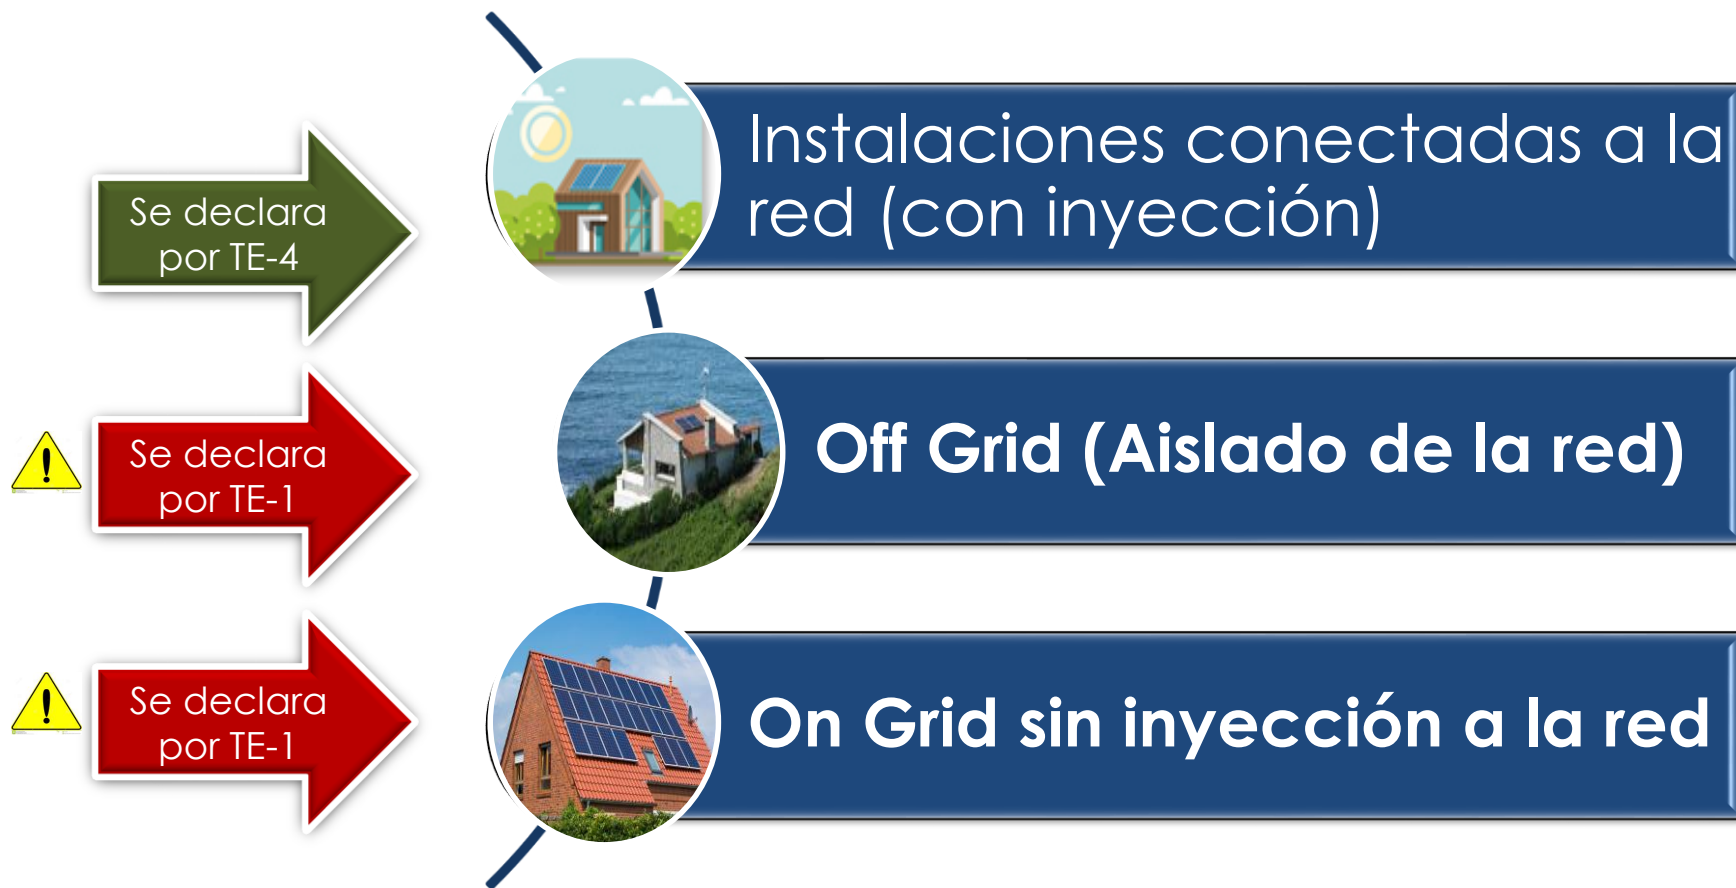 Se declara
por TE-4
Instalaciones conectadas a la
red (con inyección)
Se declara
por TE-1
Off Grid (Aislado de la red)
Se declara
por TE-1
On Grid sin inyección a la red